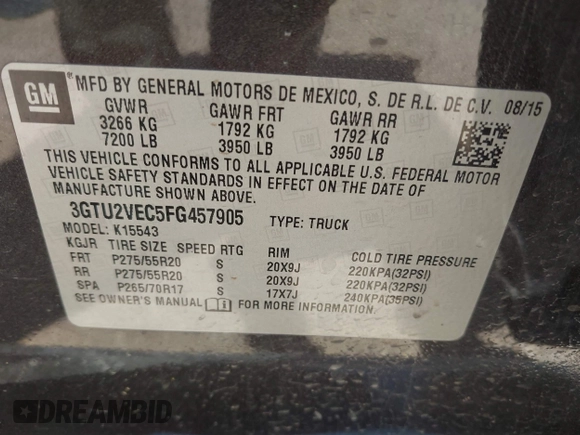 GM
MFD BY GENERAL MOTORS DE MEXICO, S. DE R.L. DE C.V. 08/15
GVWR GAWR FRT GAWR RR
3266 KG 1792 KG 1792 KG
7200 LB 3950 LB 3950 LB
THIS VEHICLE CONFORMS TO ALL APPLICABLE U.S. FEDERAL MOTOR
VEHICLE SAFETY STANDARDS IN EFFECT ON THE DATE OF
MANUFACTURE SHOWN ABOVE.
3GTU2VEC5FG457905 TYPE: TRUCK
MODEL: K15543
KGJR TIRE SIZE SPEED RTG RIM COLD TIRE PRESSURE
FRT P275/55R20 S 20X9J 220KPA(32PSI)
RR P275/55R20 S 20X9J 220KPA(32PSI)
SPA P265/70R17 S 17X7J 240KPA(35PSI)
SEE OWNER'S MANUAL FOR MORE INFORMATION.
DREAMBID